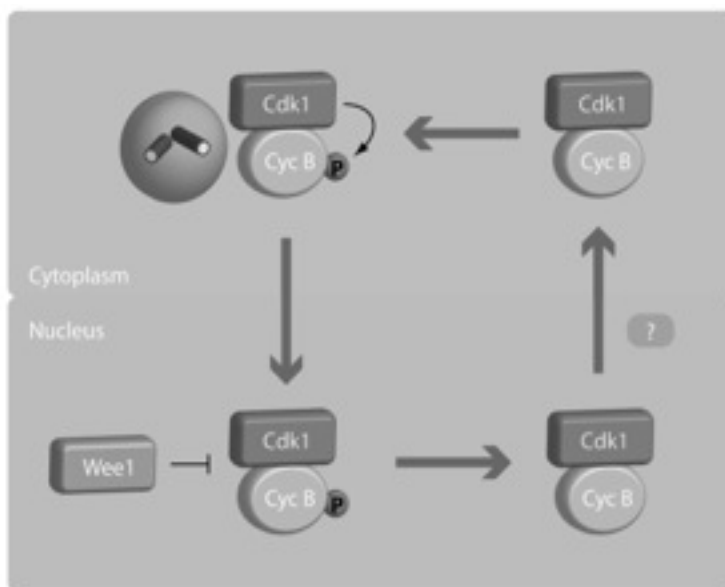 Cdk1
Cyc B
P
Cdk1
Cyc B
Cytoplasm
Nucleus
?
Wee1
Cdk1
Cyc B
P
Cdk1
Cyc B